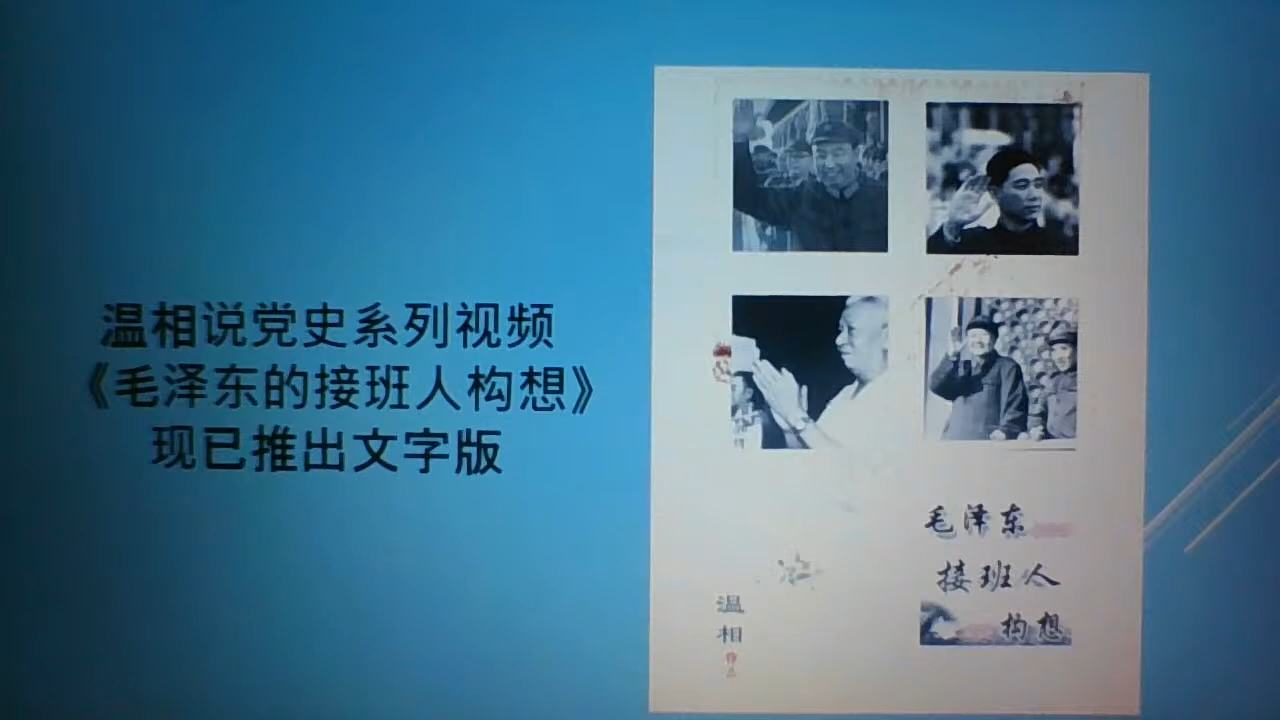 温相说党史系列视频
《毛泽东的接班人构想》
现已推出文字版
毛泽东
接班人
构想
温
相